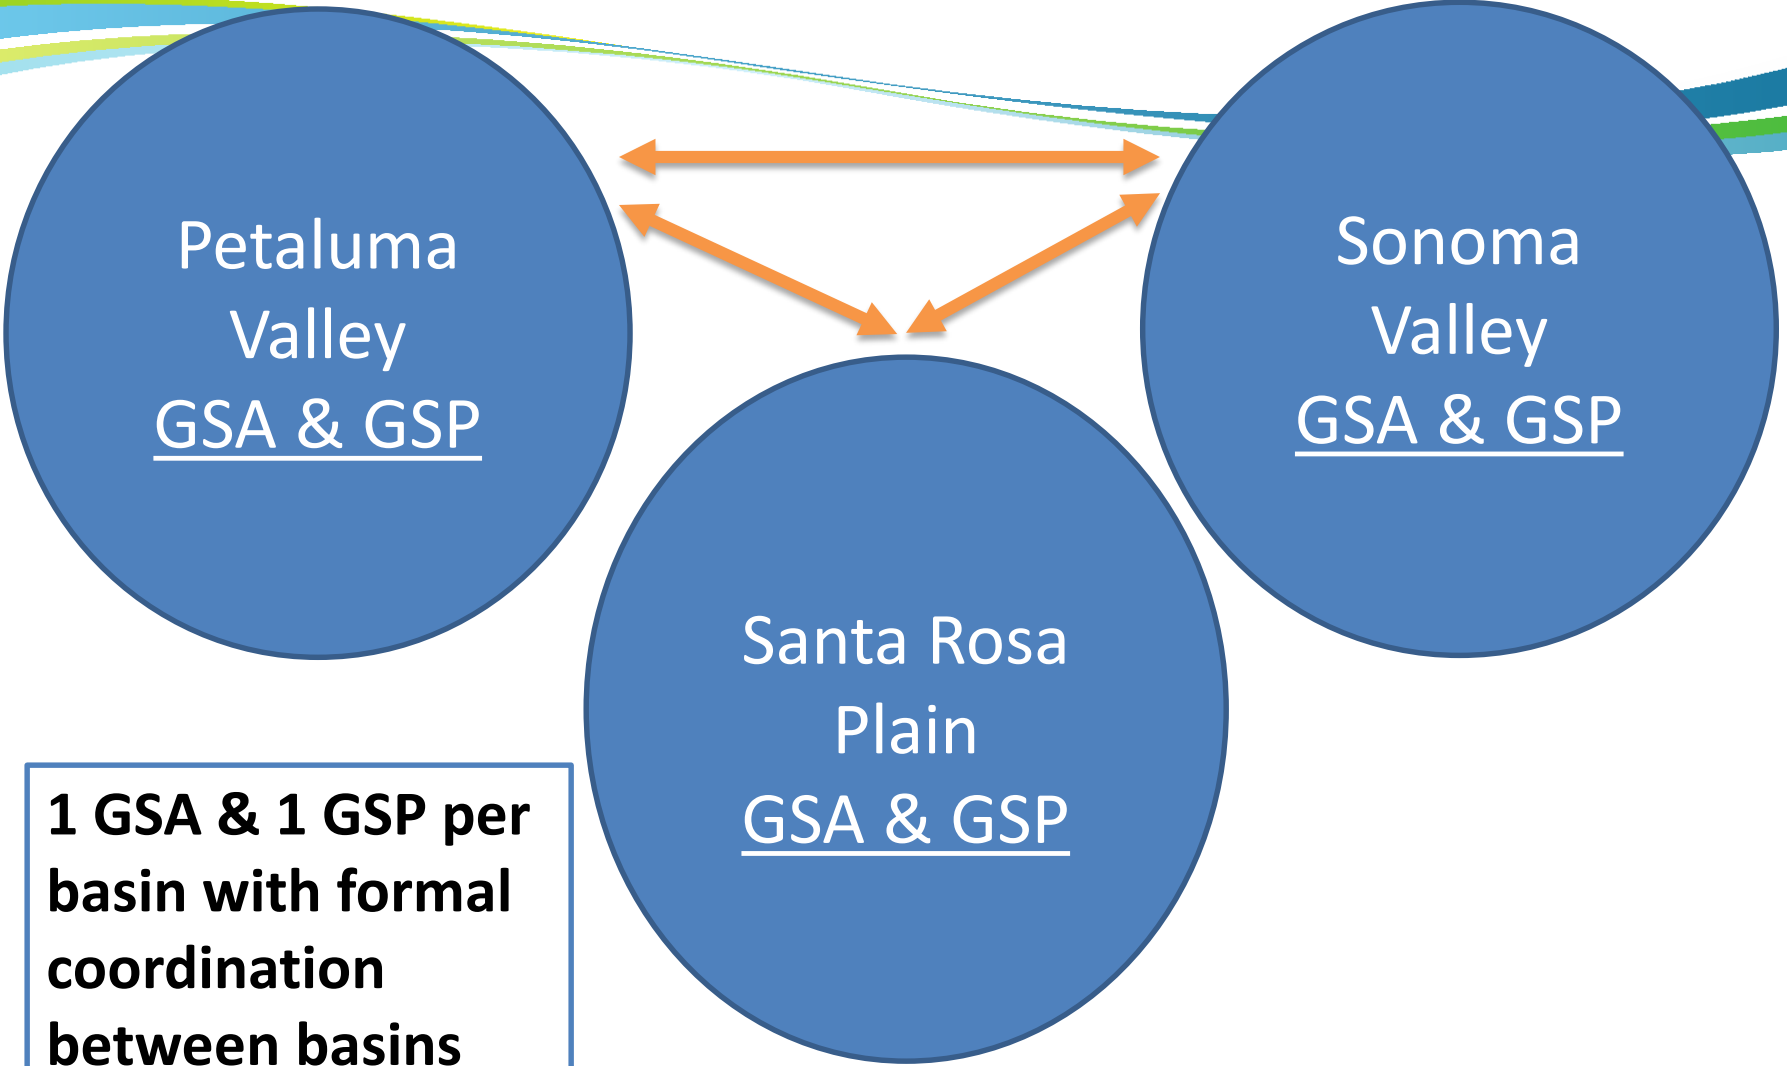 Petaluma
Valley
GSA & GSP
Sonoma
Valley
GSA & GSP
Santa Rosa
Plain
GSA & GSP
1 GSA & 1 GSP per
basin with formal
coordination
between basins